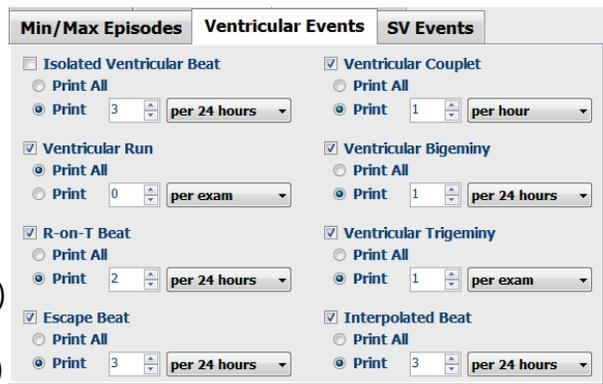 Min/Max Episodes Ventricular Events SV Events
Isolated Ventricular Beat
Print All
Print 3 per 24 hours
Ventricular Couplet
Print All
Print 1 per hour
Ventricular Run
Print All
Print 0 per exam
Ventricular Bigeminy
Print All
Print 1 per 24 hours
R-on-T Beat
Print All
Print 2 per 24 hours
Ventricular Trigeminy
Print All
Print 1 per exam
)
Escape Beat
Print All
Print 3 per 24 hours
Interpolated Beat
Print All
Print 3 per 24 hours
)